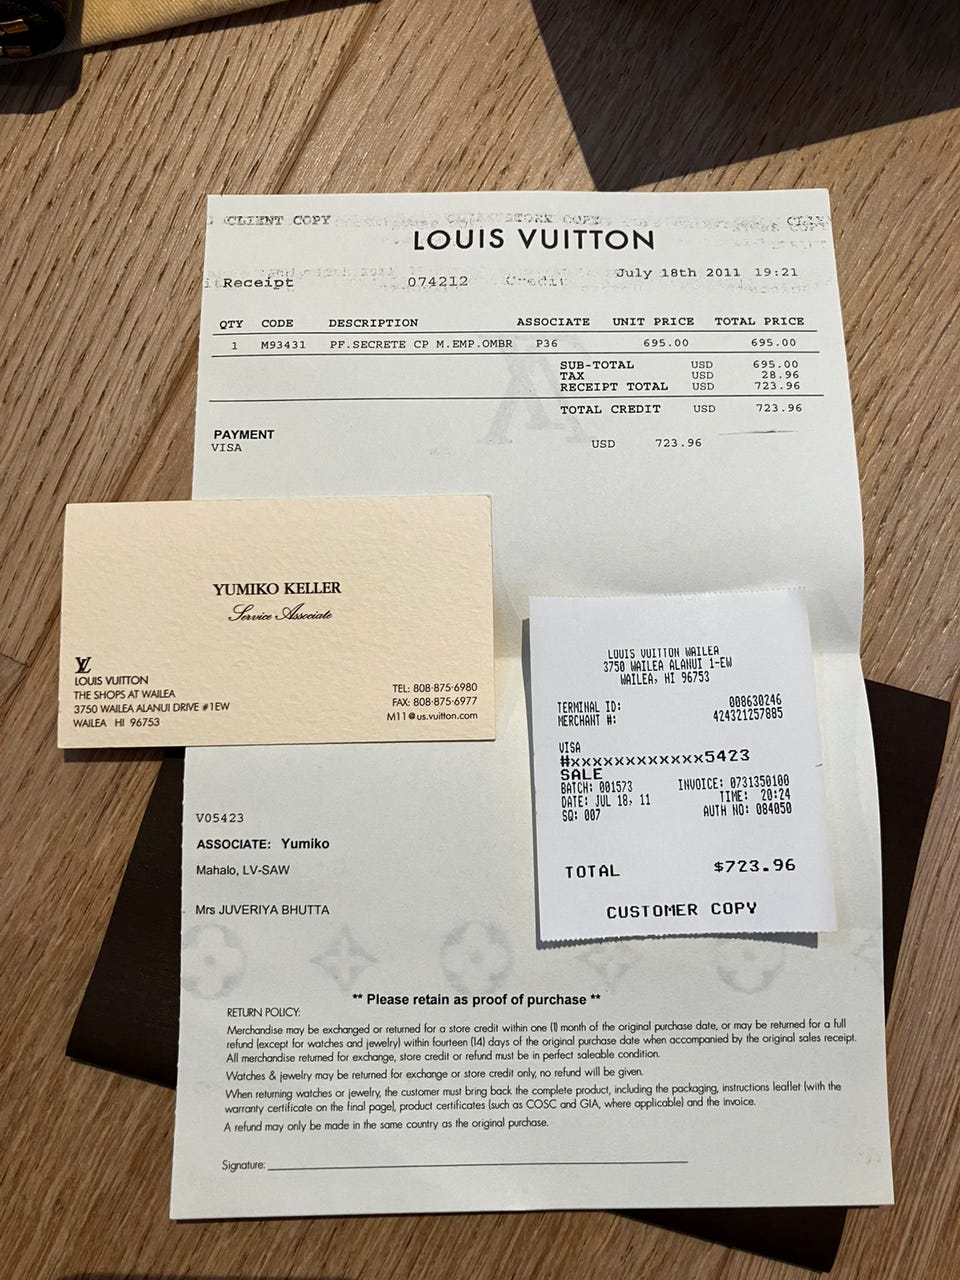 CLIENT COPY
STORE COPY
LOUIS VUITTON
July 18th 2011 19:21
Receipt 074212 Credit
QTY CODE DESCRIPTION ASSOCIATE UNIT PRICE TOTAL PRICE
1 M93431 PF.SECRETE CP M.EMP.OMBR P36 695.00 695.00
SUB-TOTAL USD 695.00
TAX USD 28.96
RECEIPT TOTAL USD 723.96
TOTAL CREDIT USD 723.96
PAYMENT
VISA USD 723.96
YUMIKO KELLER
Service Associate
LV
LOUIS VUITTON
THE SHOPS AT WAILEA
3750 WAILEA ALANUI DRIVE #1EW
WAILEA HI 96753
TEL: 808·875·6980
FAX: 808·875·6977
M11@us.vuitton.com
LOUIS VUITTON WAILEA
3750 WAILEA ALANUI 1-EW
WAILEA, HI 96753
TERMINAL ID: 008630246
MERCHANT #: 424321257885
VISA
#xxxxxxxxxxxx5423
SALE
BATCH: 001573 INVOICE: 0731350100
DATE: JUL 18, 11 TIME: 20:24
SQ: 007 AUTH NO: 084050
TOTAL $723.96
CUSTOMER COPY
V05423
ASSOCIATE: Yumiko
Mahalo, LV-SAW
Mrs JUVERIYA BHUTTA
** Please retain as proof of purchase **
RETURN POLICY:
Merchandise may be exchanged or returned for a store credit within one (1) month of the original purchase date, or may be returned for a full
refund (except for watches and jewelry) within fourteen (14) days of the original purchase date when accompanied by the original sales receipt.
All merchandise returned for exchange, store credit or refund must be in perfect saleable condition.
Watches & jewelry may be returned for exchange or store credit only, no refund will be given.
When returning watches or jewelry, the customer must bring back the complete product, including the packaging, instructions leaflet (with the
warranty certificate on the final page), product certificates (such as COSC and GIA, where applicable) and the invoice.
A refund may only be made in the same country as the original purchase.
Signature: